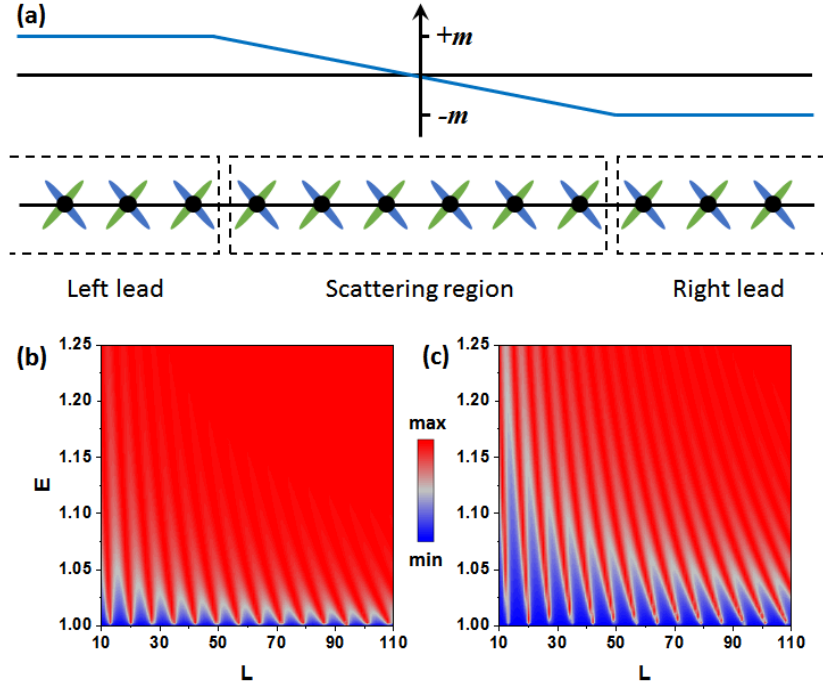 (a)
+m
-m
Left lead Scattering region Right lead
(b) (c)
1.25 1.25
1.20 1.20
max
1.15 1.15
E
1.10 1.10
min
1.05 1.05
1.00 1.00
10 30 50 70 90 110 10 30 50 70 90 110
L L